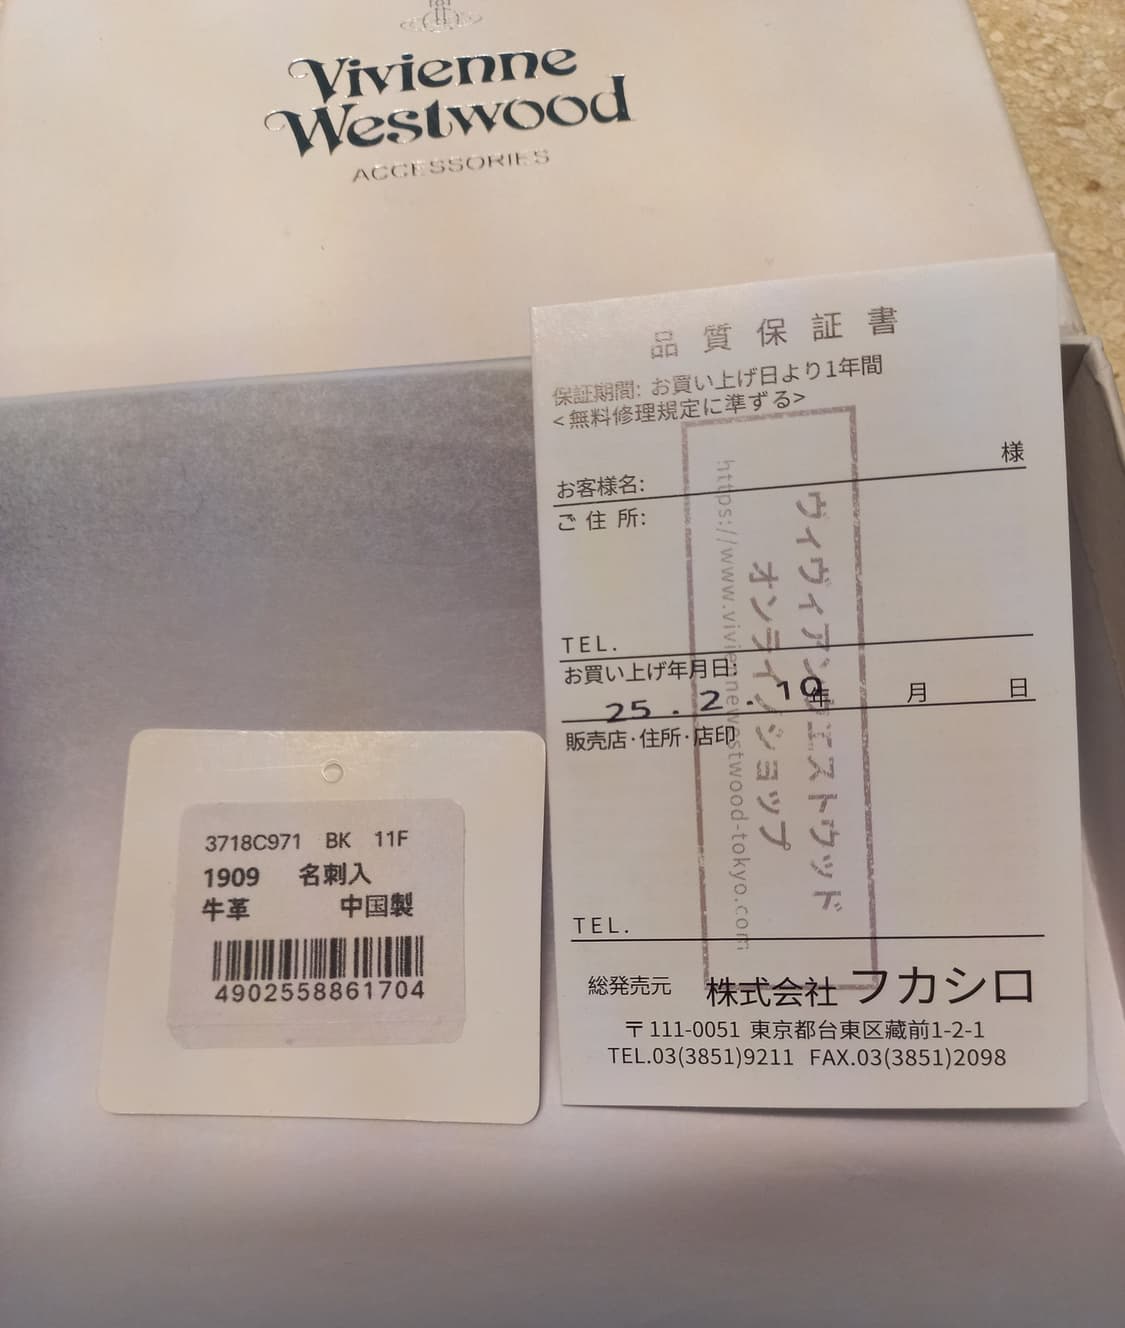 Vivienne
Westwood
ACCESSORIES
品質保証書
保証期間: お買い上げ日より1年間
<無料修理規定に準ずる>
お客様名: 様
ご住所:
TEL.
お買い上げ年月日:
25.2.10年 月 日
販売店・住所・店印
TEL.
ヴィヴィアンウエストウッド
オンラインショップ
https://www.viviennewestwood-tokyo.com
総発売元 株式会社フカシロ
〒111-0051 東京都台東区蔵前1-2-1
TEL.03(3851)9211 FAX.03(3851)2098
3718C971 BK 11F
1909 名刺入
牛革 中国製
4902558861704